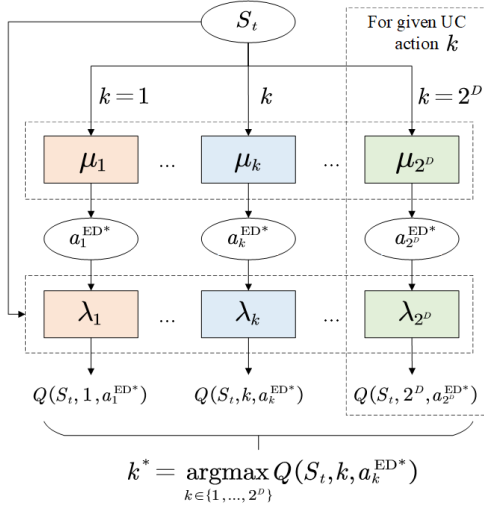 S_t
For given UC
action k
k = 1
k
k = 2^D
μ_1 ... μ_k ... μ_{2^D}
a_1^{ED*} a_k^{ED*} a_{2^D}^{ED*}
λ_1 ... λ_k ... λ_{2^D}
Q(S_t, 1, a_1^{ED*}) Q(S_t, k, a_k^{ED*}) Q(S_t, 2^D, a_{2^D}^{ED*})
k^* = argmax Q(S_t, k, a_k^{ED*})
k∈{1,...,2^D}